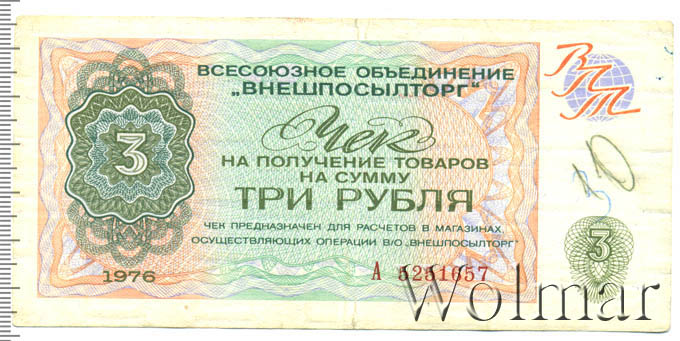 ВСЕСОЮЗНОЕ ОБЪЕДИНЕНИЕ
„ВНЕШПОСЫЛТОРГ"
ВПТ
Чек
НА ПОЛУЧЕНИЕ ТОВАРОВ
НА СУММУ
ТРИ РУБЛЯ
3
ЧЕК ПРЕДНАЗНАЧЕН ДЛЯ РАСЧЕТОВ В МАГАЗИНАХ,
ОСУЩЕСТВЛЯЮЩИХ ОПЕРАЦИИ В/О „ВНЕШПОСЫЛТОРГ"
3
1976
А 5251657
Wolmar